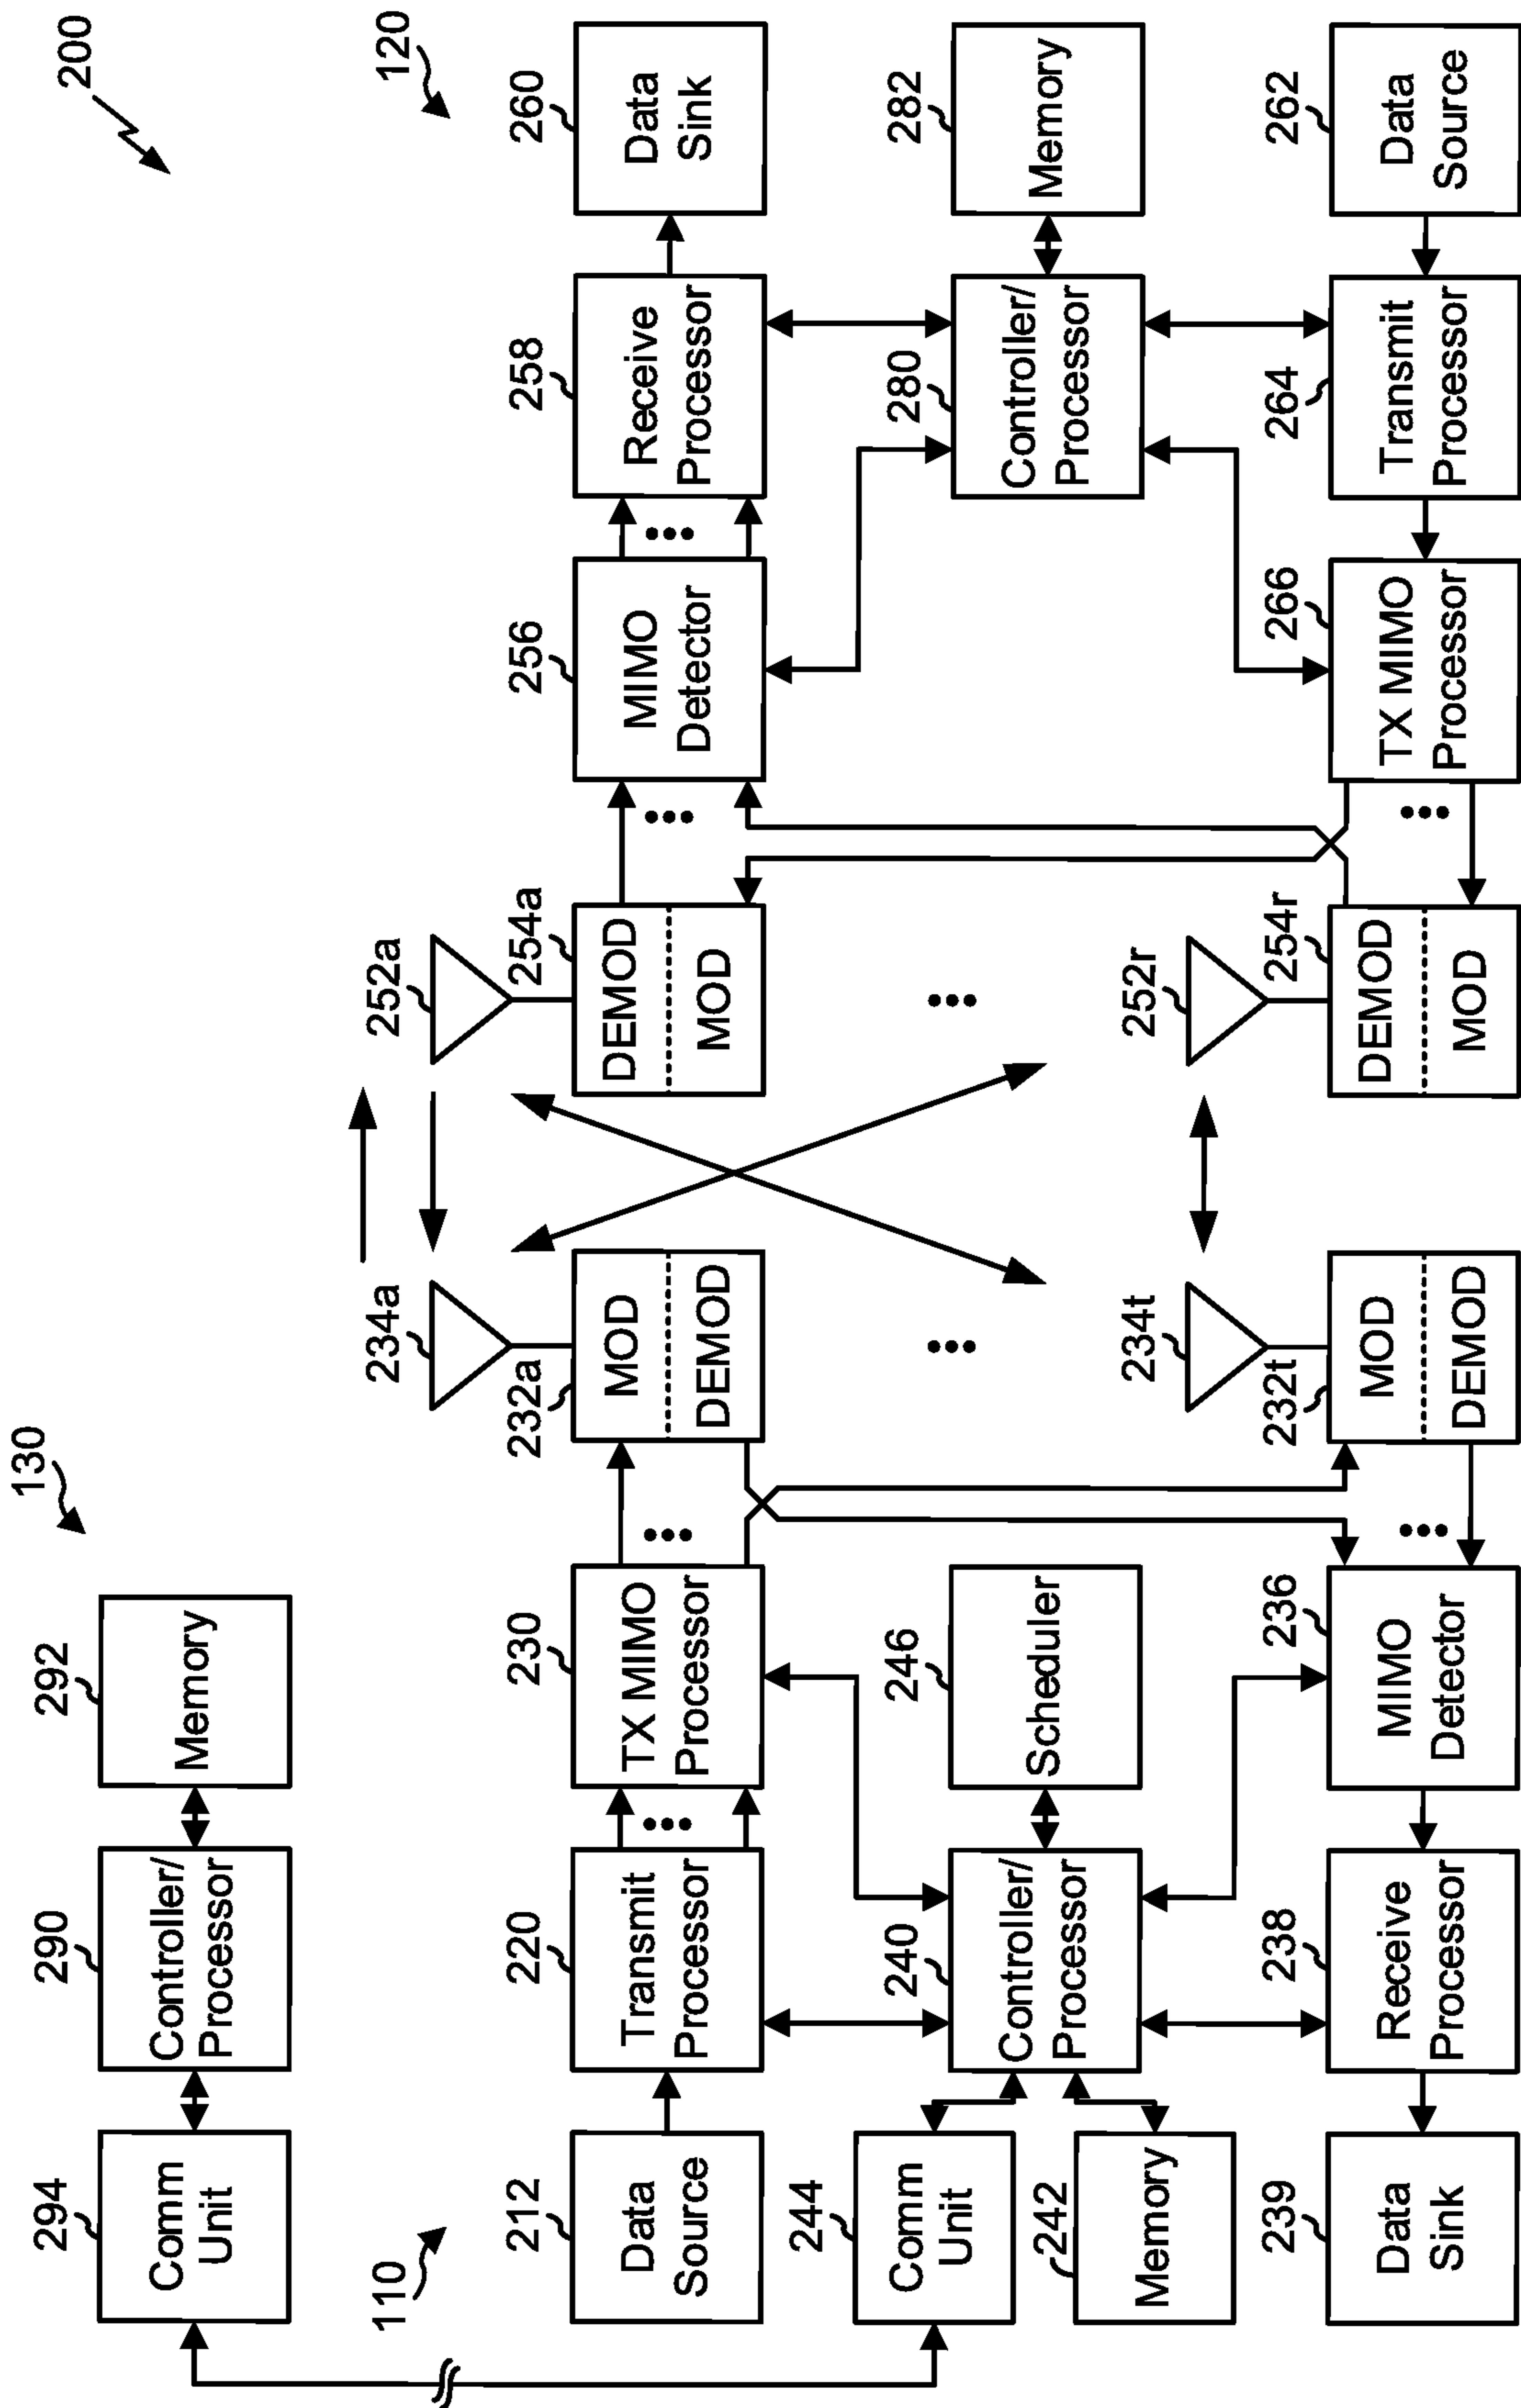 200
130
120
294
Comm
Unit
290
Controller/
Processor
292
Memory
110
212
Data
Source
220
Transmit
Processor
230
TX MIMO
Processor
234a
232a
MOD
DEMOD
252a
254a
DEMOD
MOD
256
MIMO
Detector
258
Receive
Processor
260
Data
Sink
244
Comm
Unit
242
Memory
240
Controller/
Processor
246
Scheduler
280
Controller/
Processor
282
Memory
239
Data
Sink
238
Receive
Processor
236
MIMO
Detector
234t
232t
MOD
DEMOD
252r
254r
DEMOD
MOD
266
TX MIMO
Processor
264
Transmit
Processor
262
Data
Source